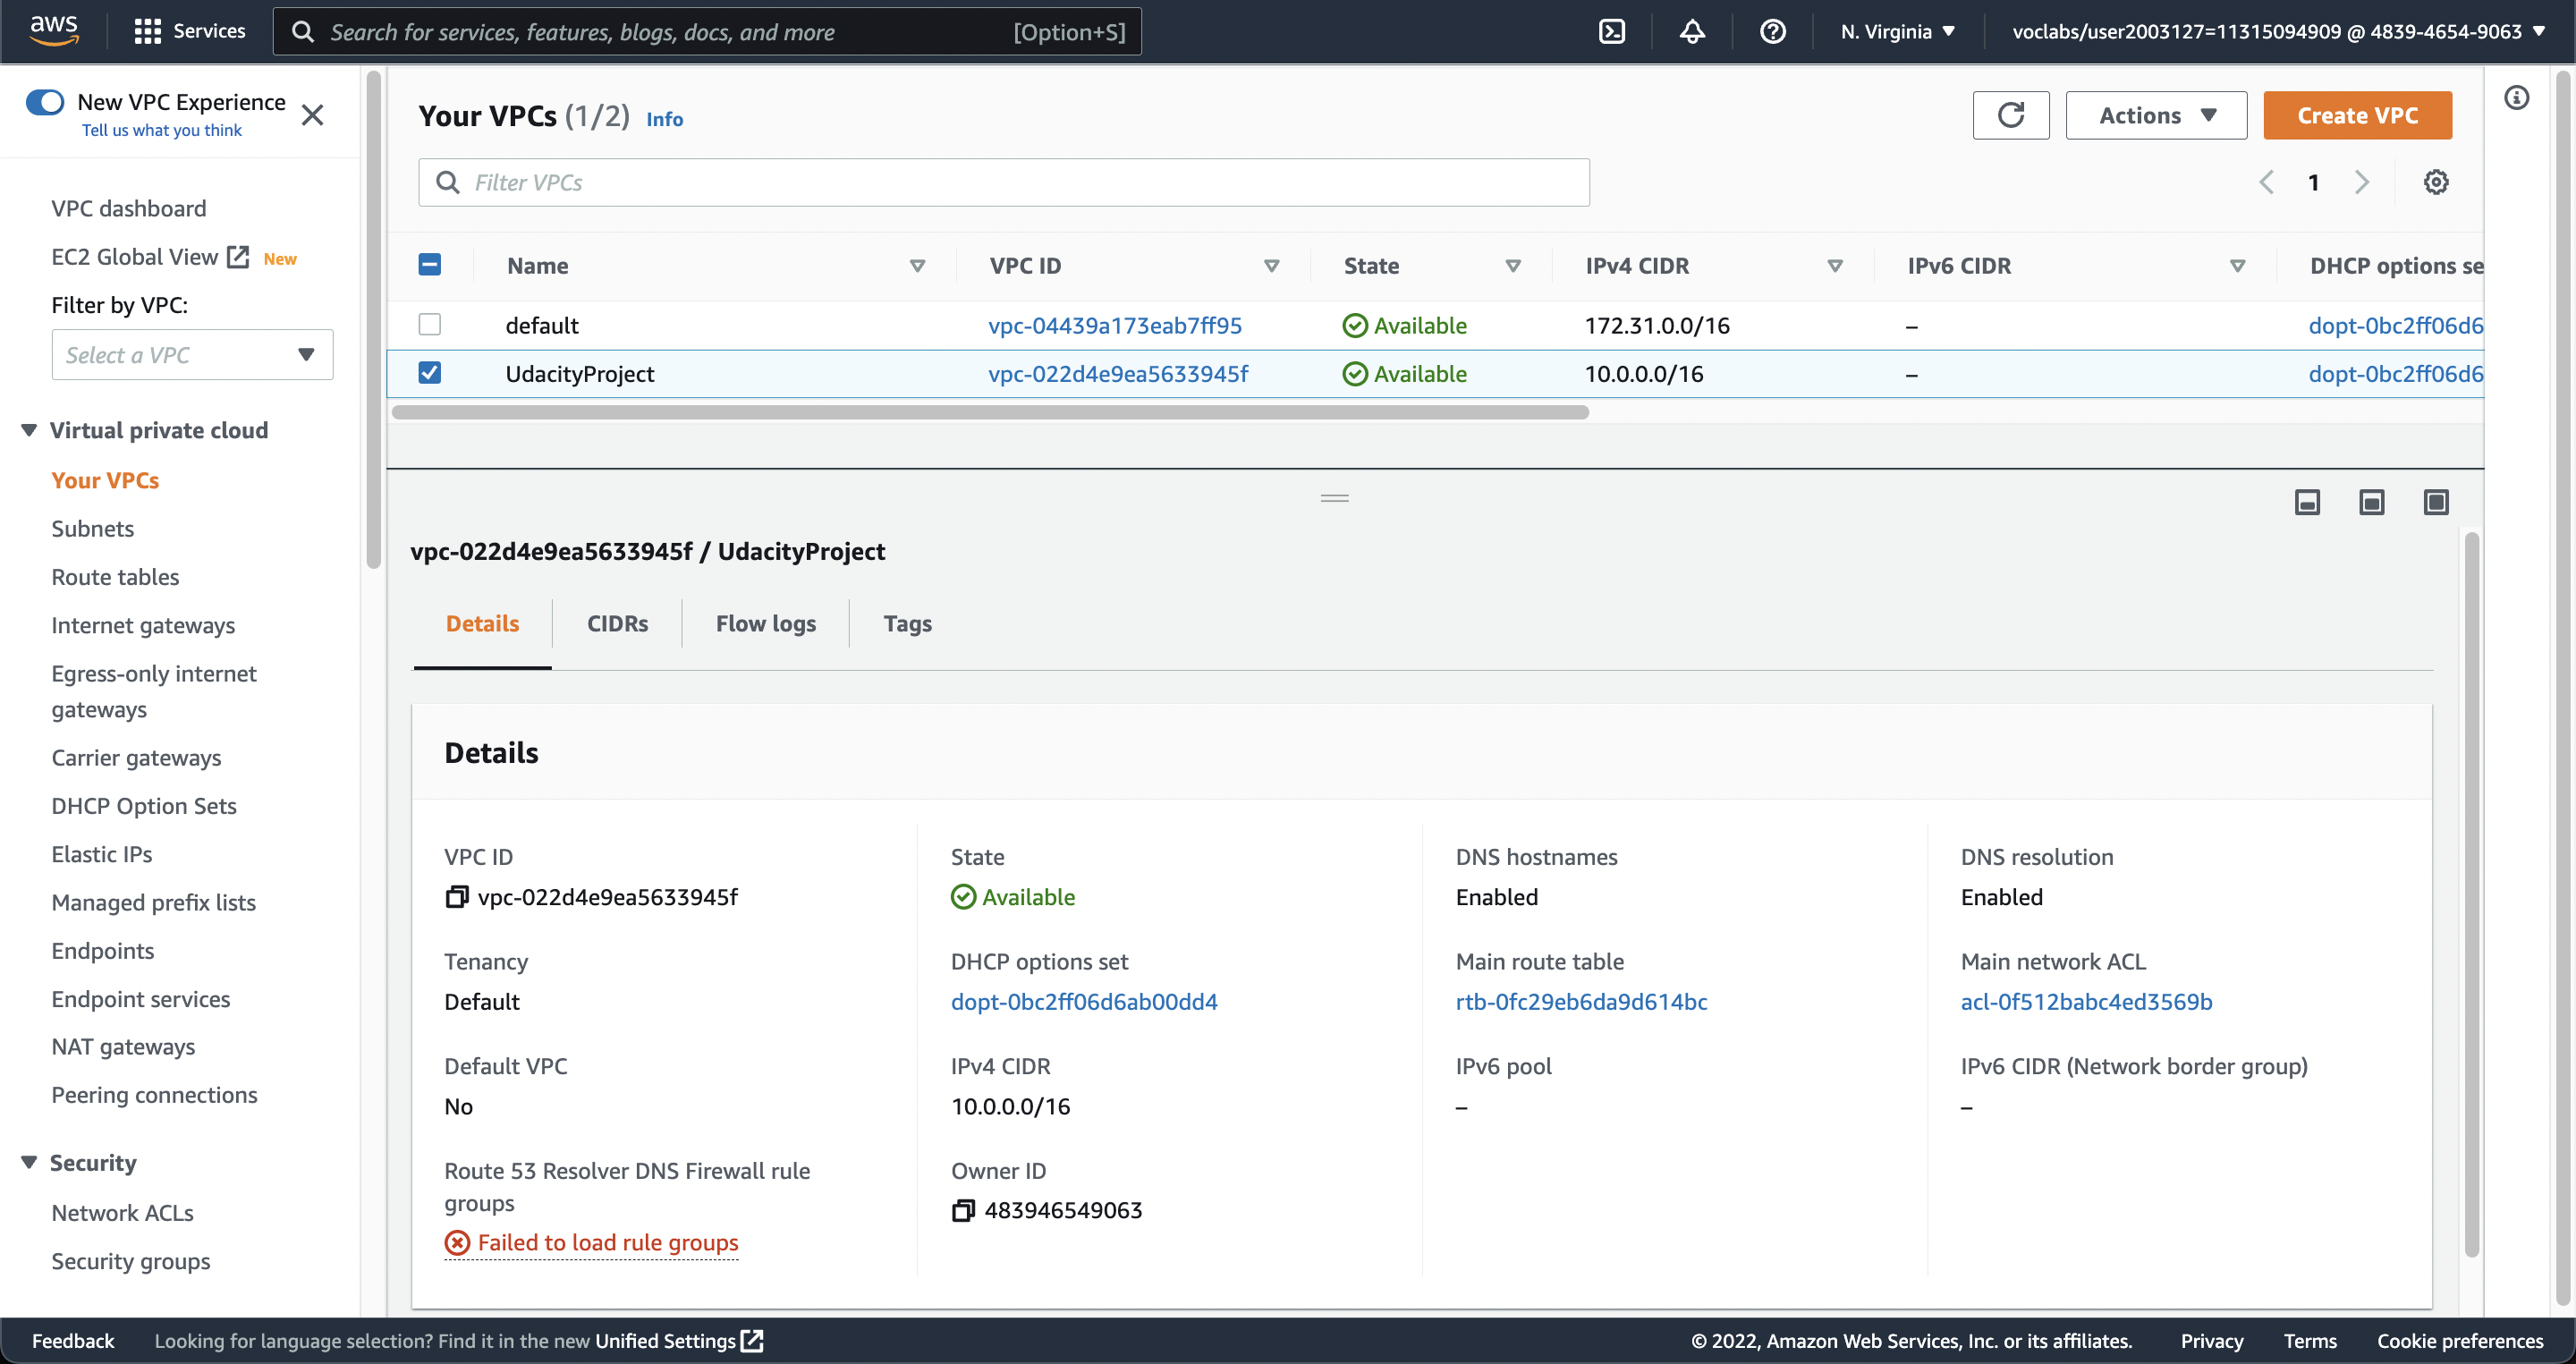 aws
Services
Search for services, features, blogs, docs, and more [Option+S]
N. Virginia
voclabs/user2003127=11315094909 @ 4839-4654-9063
New VPC Experience
Tell us what you think
VPC dashboard
EC2 Global View New
Filter by VPC:
Select a VPC
Virtual private cloud
Your VPCs
Subnets
Route tables
Internet gateways
Egress-only internet
gateways
Carrier gateways
DHCP Option Sets
Elastic IPs
Managed prefix lists
Endpoints
Endpoint services
NAT gateways
Peering connections
Security
Network ACLs
Security groups
Your VPCs (1/2) Info
Actions
Create VPC
Filter VPCs
1
Name VPC ID State IPv4 CIDR IPv6 CIDR DHCP options se
default vpc-04439a173eab7ff95 Available 172.31.0.0/16 – dopt-0bc2ff06d6
UdacityProject vpc-022d4e9ea5633945f Available 10.0.0.0/16 – dopt-0bc2ff06d6
vpc-022d4e9ea5633945f / UdacityProject
Details CIDRs Flow logs Tags
Details
VPC ID State DNS hostnames DNS resolution
vpc-022d4e9ea5633945f Available Enabled Enabled
Tenancy DHCP options set Main route table Main network ACL
Default dopt-0bc2ff06d6ab00dd4 rtb-0fc29eb6da9d614bc acl-0f512babc4ed3569b
Default VPC IPv4 CIDR IPv6 pool IPv6 CIDR (Network border group)
No 10.0.0.0/16 – –
Route 53 Resolver DNS Firewall rule
groups
Failed to load rule groups
Owner ID
483946549063
Feedback
Looking for language selection? Find it in the new Unified Settings
© 2022, Amazon Web Services, Inc. or its affiliates.
Privacy
Terms
Cookie preferences